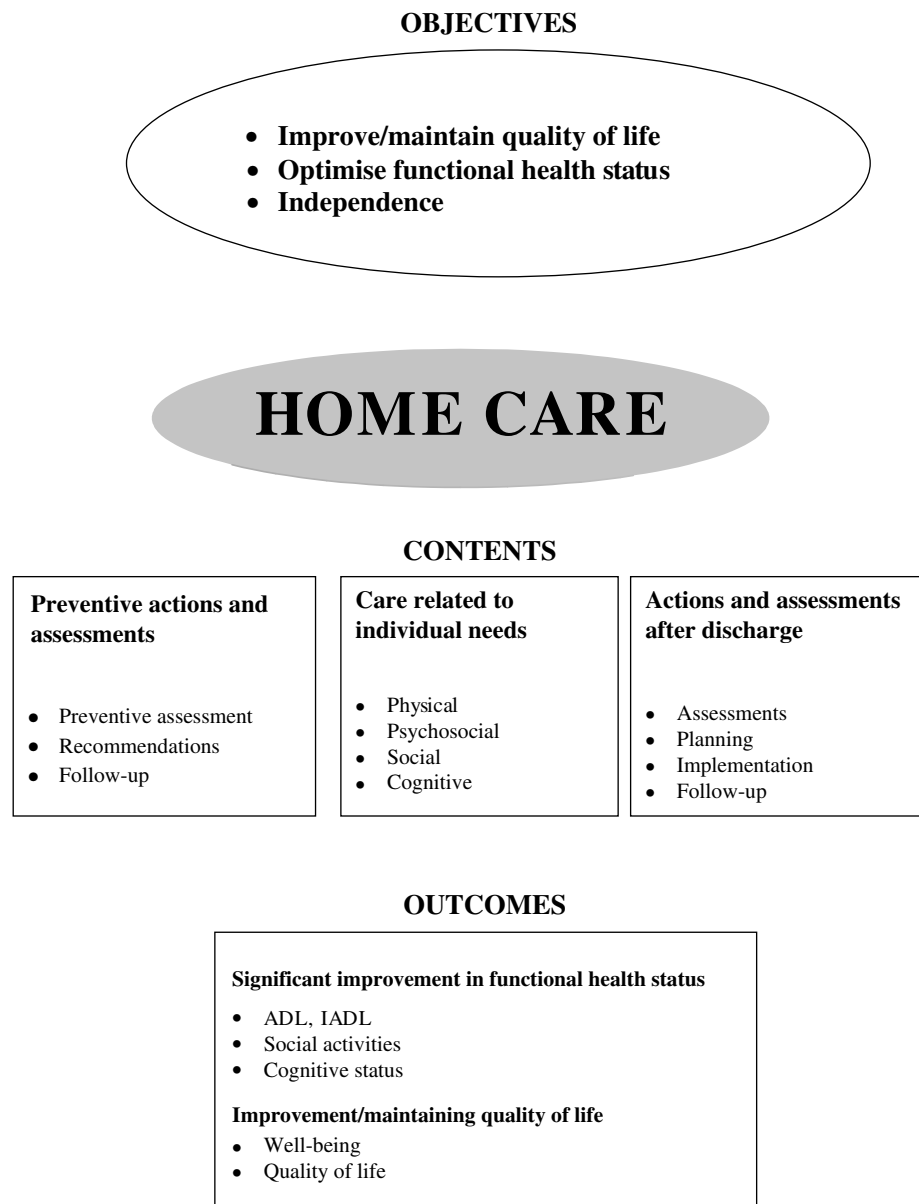 OBJECTIVES
• Improve/maintain quality of life
• Optimise functional health status
• Independence
HOME CARE
CONTENTS
Preventive actions and
assessments
• Preventive assessment
• Recommendations
• Follow-up
Care related to
individual needs
• Physical
• Psychosocial
• Social
• Cognitive
Actions and assessments
after discharge
• Assessments
• Planning
• Implementation
• Follow-up
OUTCOMES
Significant improvement in functional health status
• ADL, IADL
• Social activities
• Cognitive status
Improvement/maintaining quality of life
• Well-being
• Quality of life